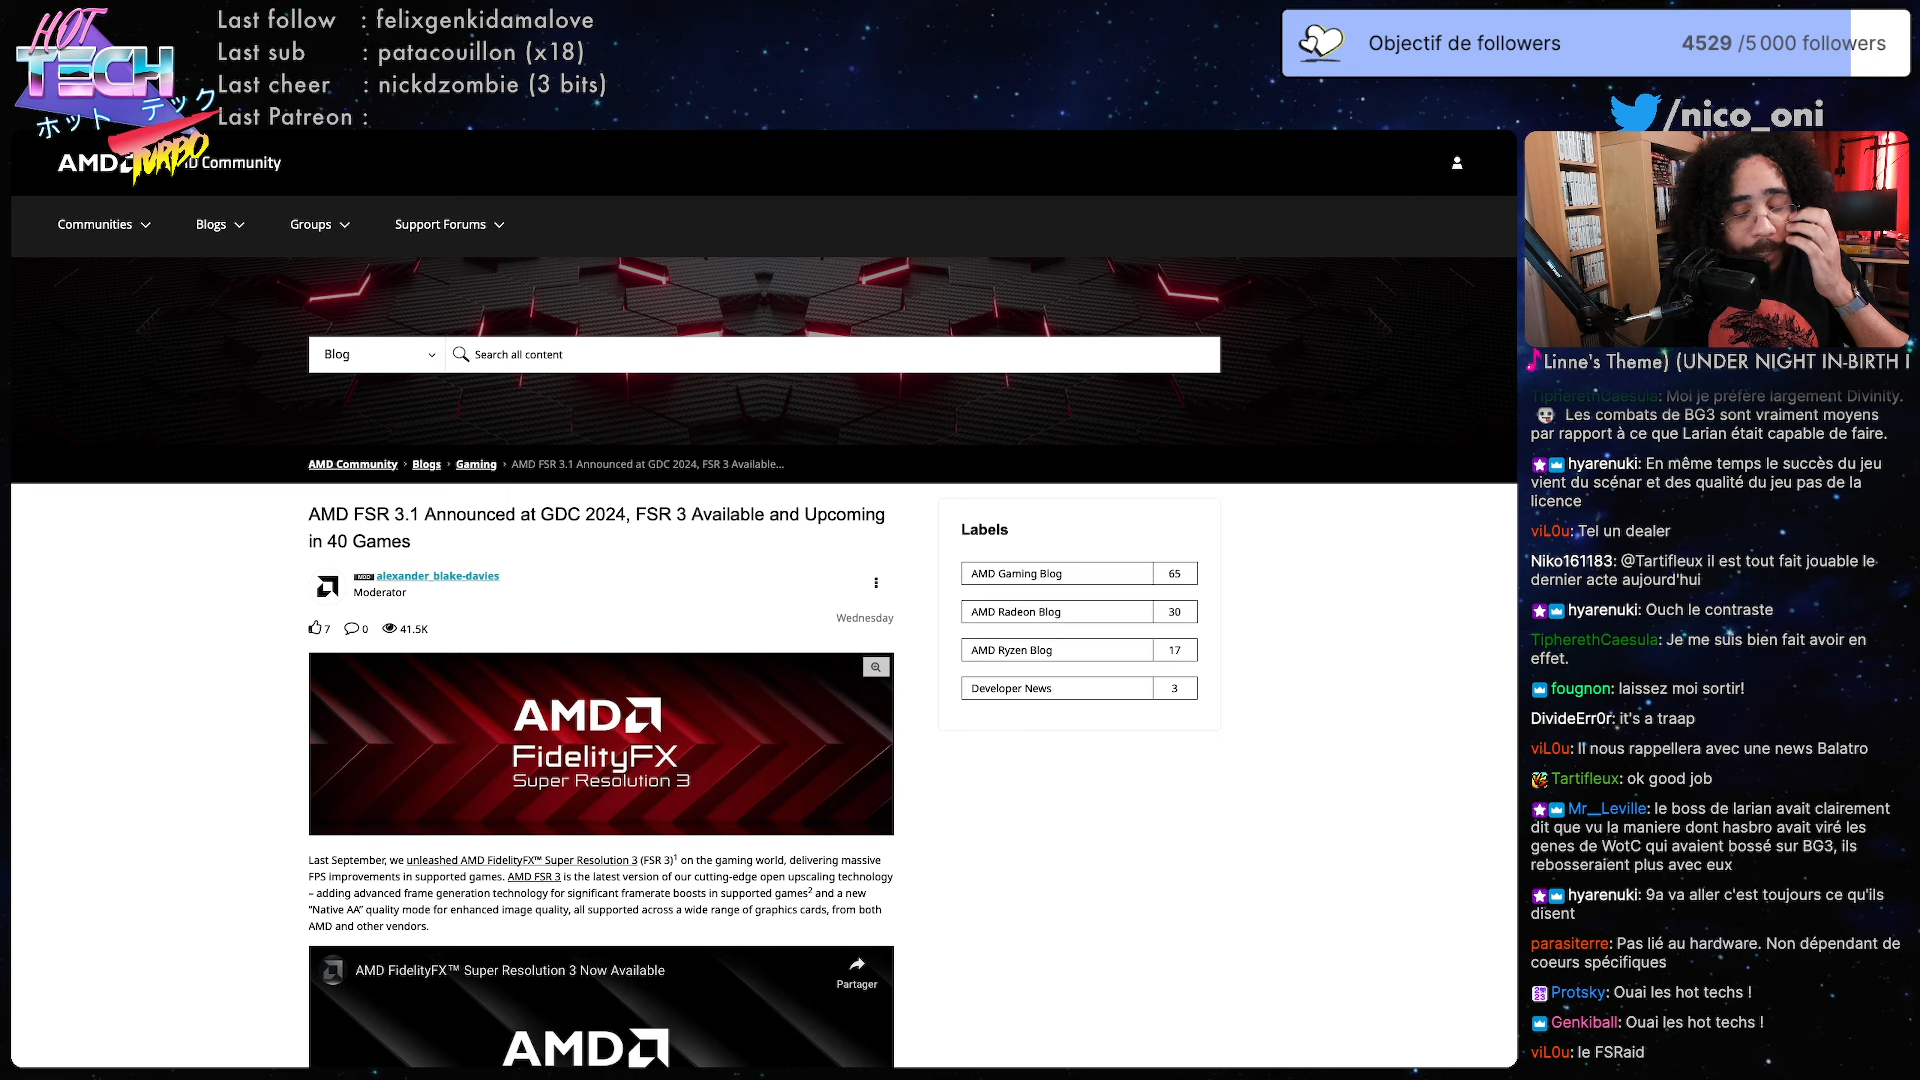 HOT
TECH
ホット テック
TURBO
Last follow : felixgenkidamalove
Last sub : patacouillon (x18)
Last cheer : nickdzombie (3 bits)
Last Patreon :
Objectif de followers 4529 /5 000 followers
/nico_oni
AMD Community
Communities Blogs Groups Support Forums
Blog Search all content
AMD Community › Blogs › Gaming › AMD FSR 3.1 Announced at GDC 2024, FSR 3 Available...
AMD FSR 3.1 Announced at GDC 2024, FSR 3 Available and Upcoming
in 40 Games
MOD alexander_blake-davies
Moderator
Wednesday
7 0 41.5K
AMD
FidelityFX
Super Resolution 3
Last September, we unleashed AMD FidelityFX™ Super Resolution 3 (FSR 3)1 on the gaming world, delivering massive
FPS improvements in supported games. AMD FSR 3 is the latest version of our cutting-edge open upscaling technology
– adding advanced frame generation technology for significant framerate boosts in supported games2 and a new
"Native AA" quality mode for enhanced image quality, all supported across a wide range of graphics cards, from both
AMD and other vendors.
AMD FidelityFX™ Super Resolution 3 Now Available
Partager
AMD
Labels
AMD Gaming Blog 65
AMD Radeon Blog 30
AMD Ryzen Blog 17
Developer News 3
Linne's Theme) (UNDER NIGHT IN-BIRTH I
TipherethCaesula: Moi je préfère largement Divinity.
Les combats de BG3 sont vraiment moyens
par rapport à ce que Larian était capable de faire.
hyarenuki: En même temps le succès du jeu
vient du scénar et des qualité du jeu pas de la
licence
viL0u: Tel un dealer
Niko161183: @Tartifleux il est tout fait jouable le
dernier acte aujourd'hui
hyarenuki: Ouch le contraste
TipherethCaesula: Je me suis bien fait avoir en
effet.
fougnon: laissez moi sortir!
DivideErr0r: it's a traap
viL0u: Il nous rappellera avec une news Balatro
Tartifleux: ok good job
Mr__Leville: le boss de larian avait clairement
dit que vu la maniere dont hasbro avait viré les
genes de WotC qui avaient bossé sur BG3, ils
rebosseraient plus avec eux
hyarenuki: 9a va aller c'est toujours ce qu'ils
disent
parasiterre: Pas lié au hardware. Non dépendant de
coeurs spécifiques
Protsky: Ouai les hot techs !
Genkiball: Ouai les hot techs !
viL0u: le FSRaid